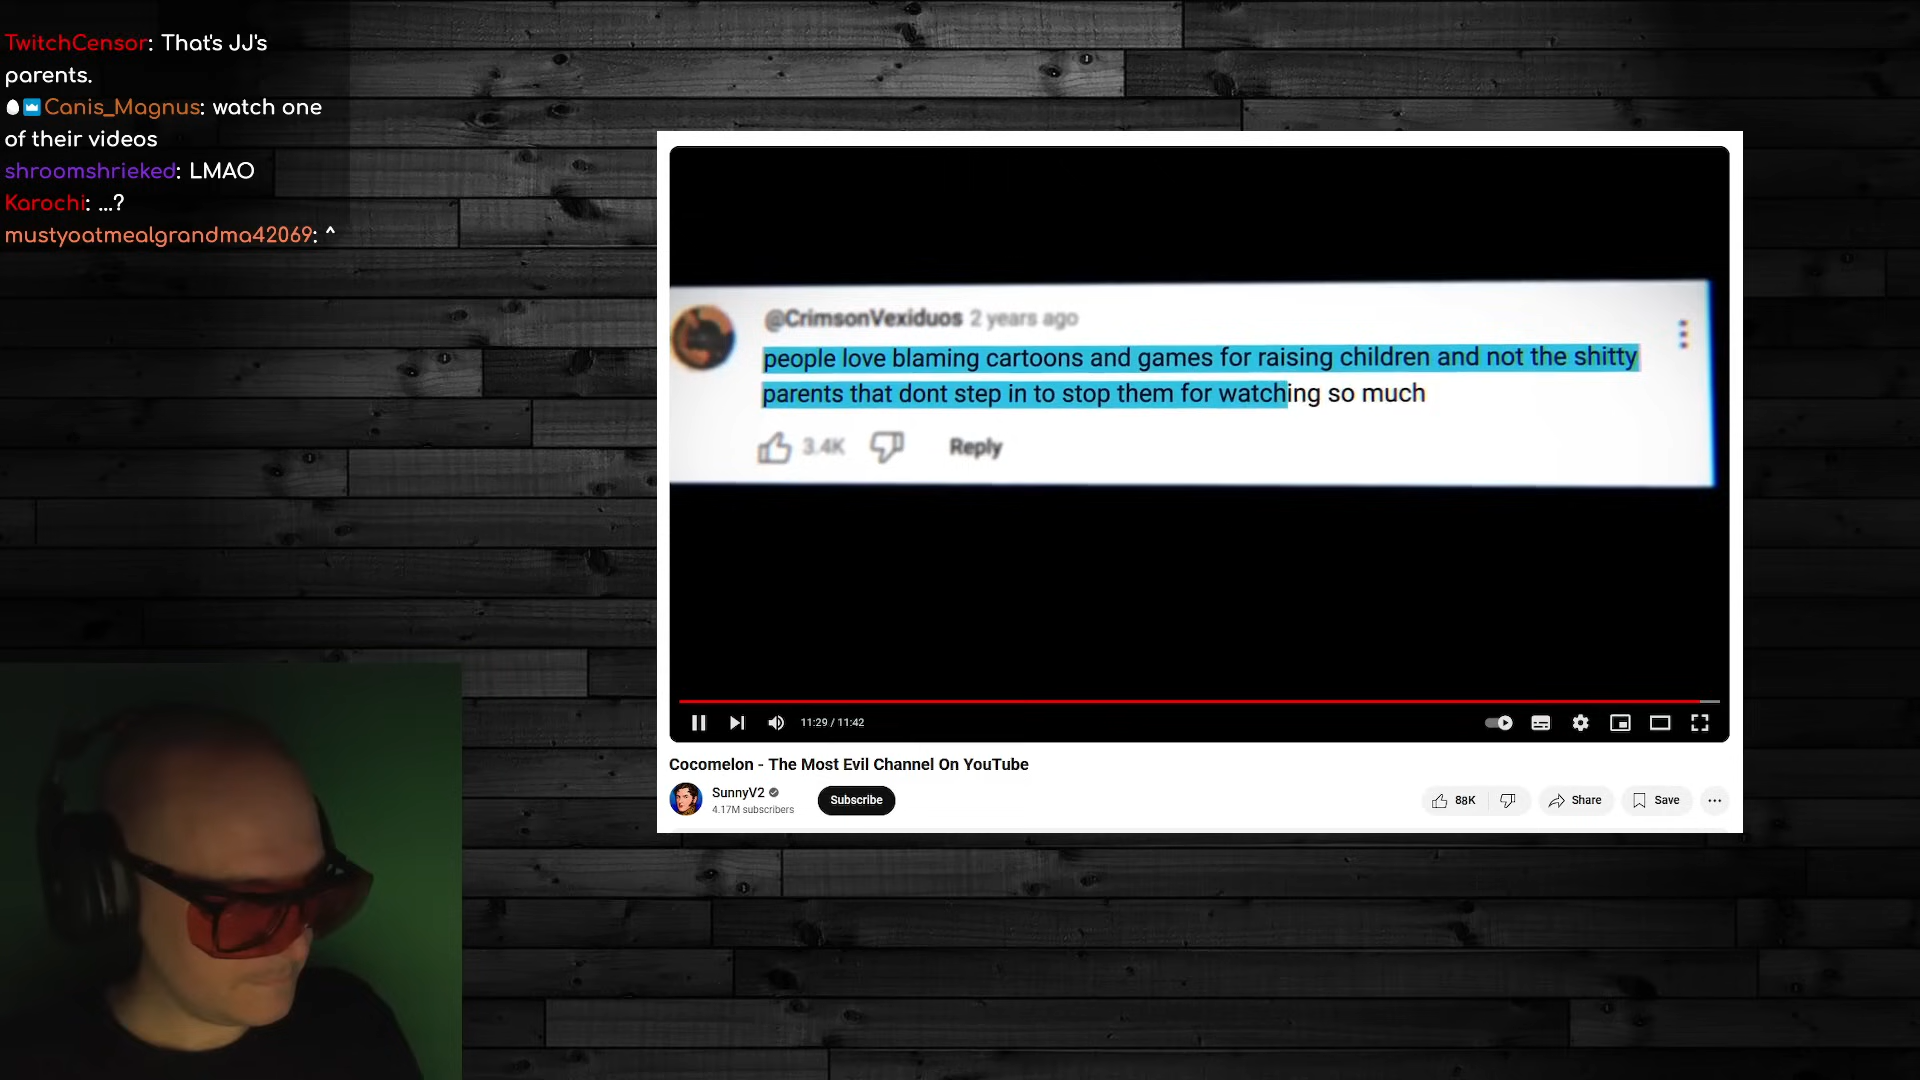 TwitchCensor: That's JJ's
parents.
Canis_Magnus: watch one
of their videos
shroomshrieked: LMAO
Karochi: ...?
mustyoatmealgrandma42069: ^
@CrimsonVexiduos 2 years ago
people love blaming cartoons and games for raising children and not the shitty
parents that dont step in to stop them for watching so much
3.4K Reply
11:29 / 11:42
Cocomelon - The Most Evil Channel On YouTube
SunnyV2
4.17M subscribers
Subscribe
88K
Share
Save